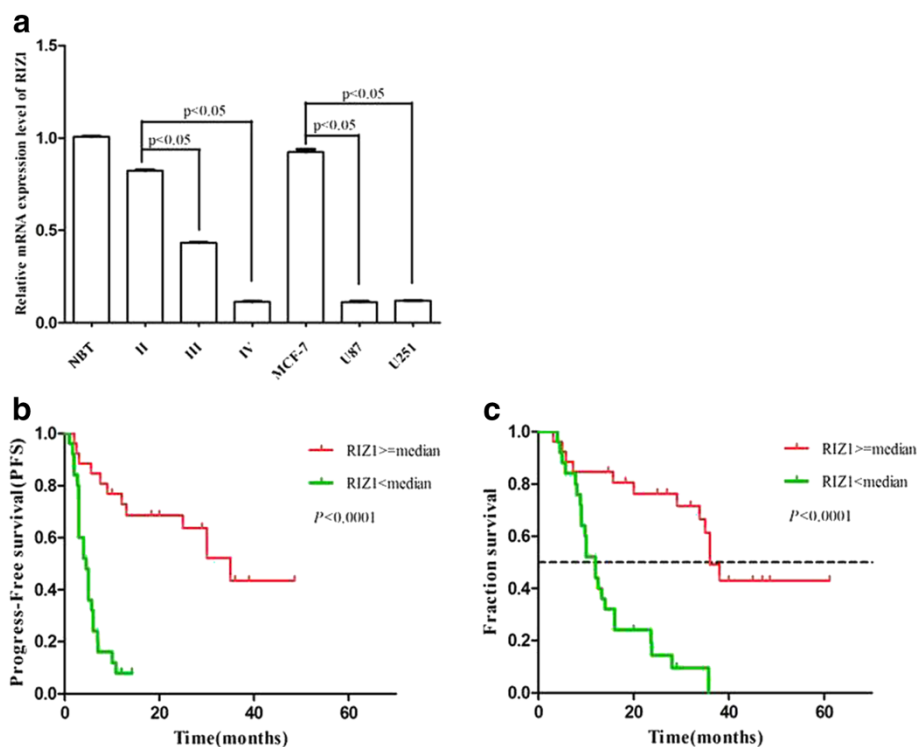 a
Relative mRNA expression level of RIZ1
1.5
1.0
0.5
0.0
p<0.05
p<0.05
p<0.05
p<0.05
NBT
II
III
IV
MCF-7
U87
U251
b
Progress-Free survival(PFS)
1.0
0.8
0.6
0.4
0.2
0.0
RIZ1>=median
RIZ1<median
P<0.0001
0
20
40
60
Time(months)
c
Fraction survival
1.0
0.8
0.6
0.4
0.2
0.0
RIZ1>=median
RIZ1<median
P<0.0001
0
20
40
60
Time(months)